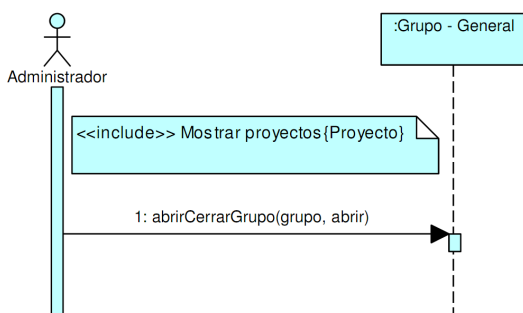 :Grupo - General
Administrador
<<include>> Mostrar proyectos{Proyecto}
1: abrirCerrarGrupo(grupo, abrir)